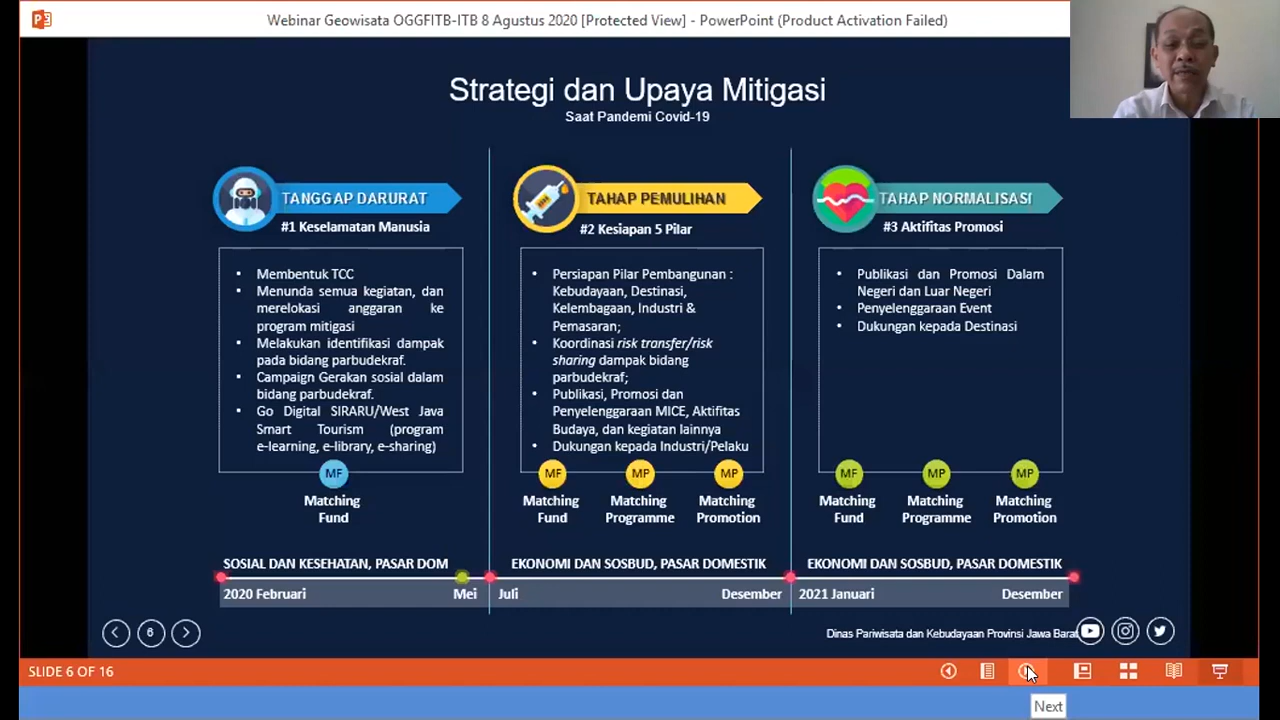 Webinar Geowisata OGGFITB-ITB 8 Agustus 2020 [Protected View] - PowerPoint (Product Activation Failed)
Strategi dan Upaya Mitigasi
Saat Pandemi Covid-19
TANGGAP DARURAT
#1 Keselamatan Manusia
• Membentuk TCC
• Menunda semua kegiatan, dan
merelokasi anggaran ke
program mitigasi
• Melakukan identifikasi dampak
pada bidang parbudekraf.
• Campaign Gerakan sosial dalam
bidang parbudekraf.
• Go Digital SIRARU/West Java
Smart Tourism (program
e-learning, e-library, e-sharing)
MF
Matching
Fund
TAHAP PEMULIHAN
#2 Kesiapan 5 Pilar
• Persiapan Pilar Pembangunan :
Kebudayaan, Destinasi,
Kelembagaan, Industri &
Pemasaran;
• Koordinasi risk transfer/risk
sharing dampak bidang
parbudekraf;
• Publikasi, Promosi dan
Penyelenggaraan MICE, Aktifitas
Budaya, dan kegiatan lainnya
• Dukungan kepada Industri/Pelaku
MF MP MP
Matching Matching Matching
Fund Programme Promotion
TAHAP NORMALISASI
#3 Aktifitas Promosi
• Publikasi dan Promosi Dalam
Negeri dan Luar Negeri
• Penyelenggaraan Event
• Dukungan kepada Destinasi
MF MP MP
Matching Matching Matching
Fund Programme Promotion
SOSIAL DAN KESEHATAN, PASAR DOM
EKONOMI DAN SOSBUD, PASAR DOMESTIK
EKONOMI DAN SOSBUD, PASAR DOMESTIK
2020 Februari Mei Juli Desember 2021 Januari Desember
6
Dinas Pariwisata dan Kebudayaan Provinsi Jawa Barat
SLIDE 6 OF 16
Next